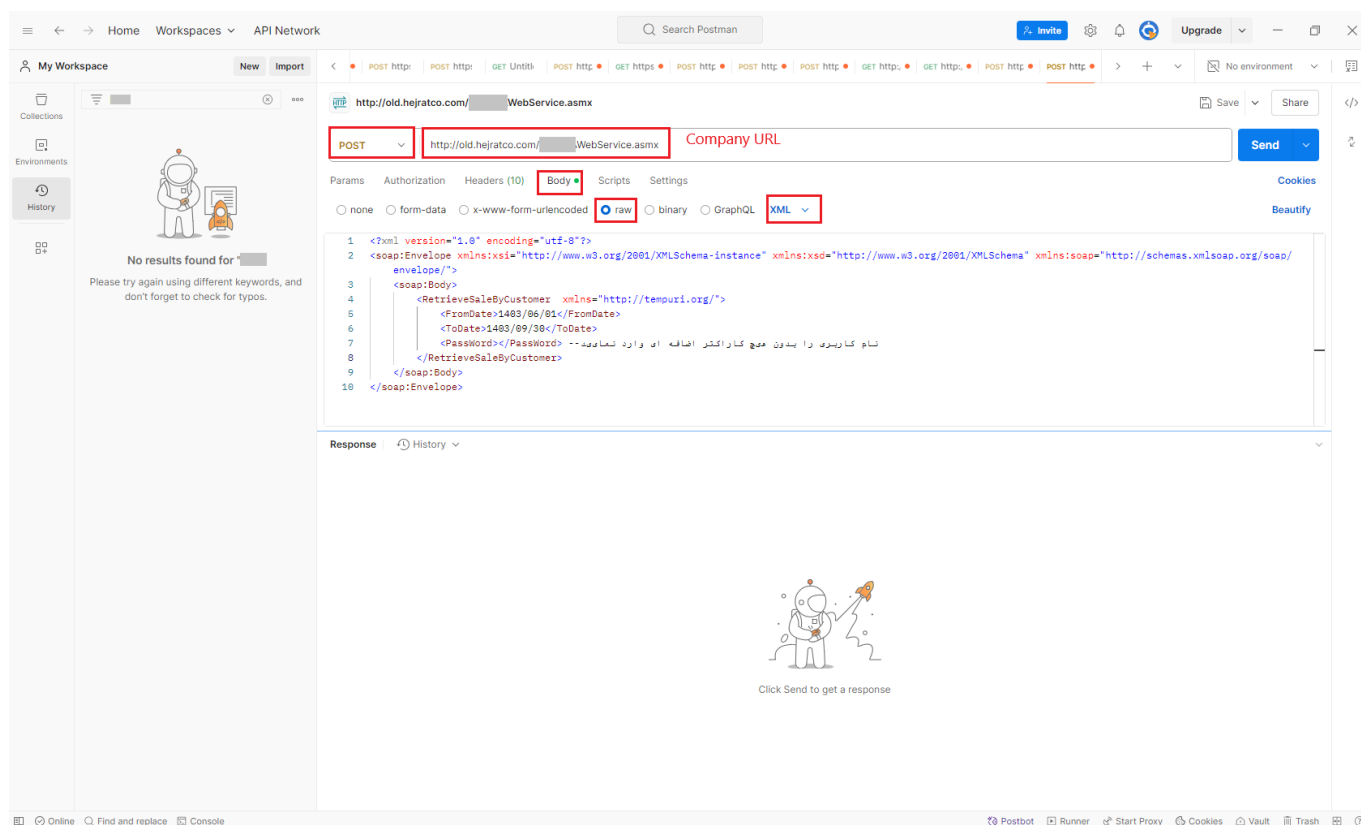 Home Workspaces API Network
Search Postman
Invite
Upgrade
My Workspace
New Import
POST http: POST http: GET Untitl POST http GET https POST http POST http POST http GET http:, GET http:, POST http POST http
No environment
Collections
Environments
History
No results found for "
Please try again using different keywords, and
don't forget to check for typos.
HTTP http://old.hejratco.com/ WebService.asmx
Save Share
POST http://old.hejratco.com/ WebService.asmx Company URL
Send
Params Authorization Headers (10) Body Scripts Settings
Cookies
none form-data x-www-form-urlencoded raw binary GraphQL XML
Beautify
1 <?xml version="1.0" encoding="utf-8"?>
2 <soap:Envelope xmlns:xsi="http://www.w3.org/2001/XMLSchema-instance" xmlns:xsd="http://www.w3.org/2001/XMLSchema" xmlns:soap="http://schemas.xmlsoap.org/soap/
envelope/">
3 <soap:Body>
4 <RetrieveSaleByCustomer xmlns="http://tempuri.org/">
5 <FromDate>1403/06/01</FromDate>
6 <ToDate>1403/09/30</ToDate>
7 <PassWord></PassWord> --نام کاربری را بدون هیچ کاراکتر اضافه ای وارد نمایید
8 </RetrieveSaleByCustomer>
9 </soap:Body>
10 </soap:Envelope>
Response History
Click Send to get a response
Online Find and replace Console
Postbot Runner Start Proxy Cookies Vault Trash